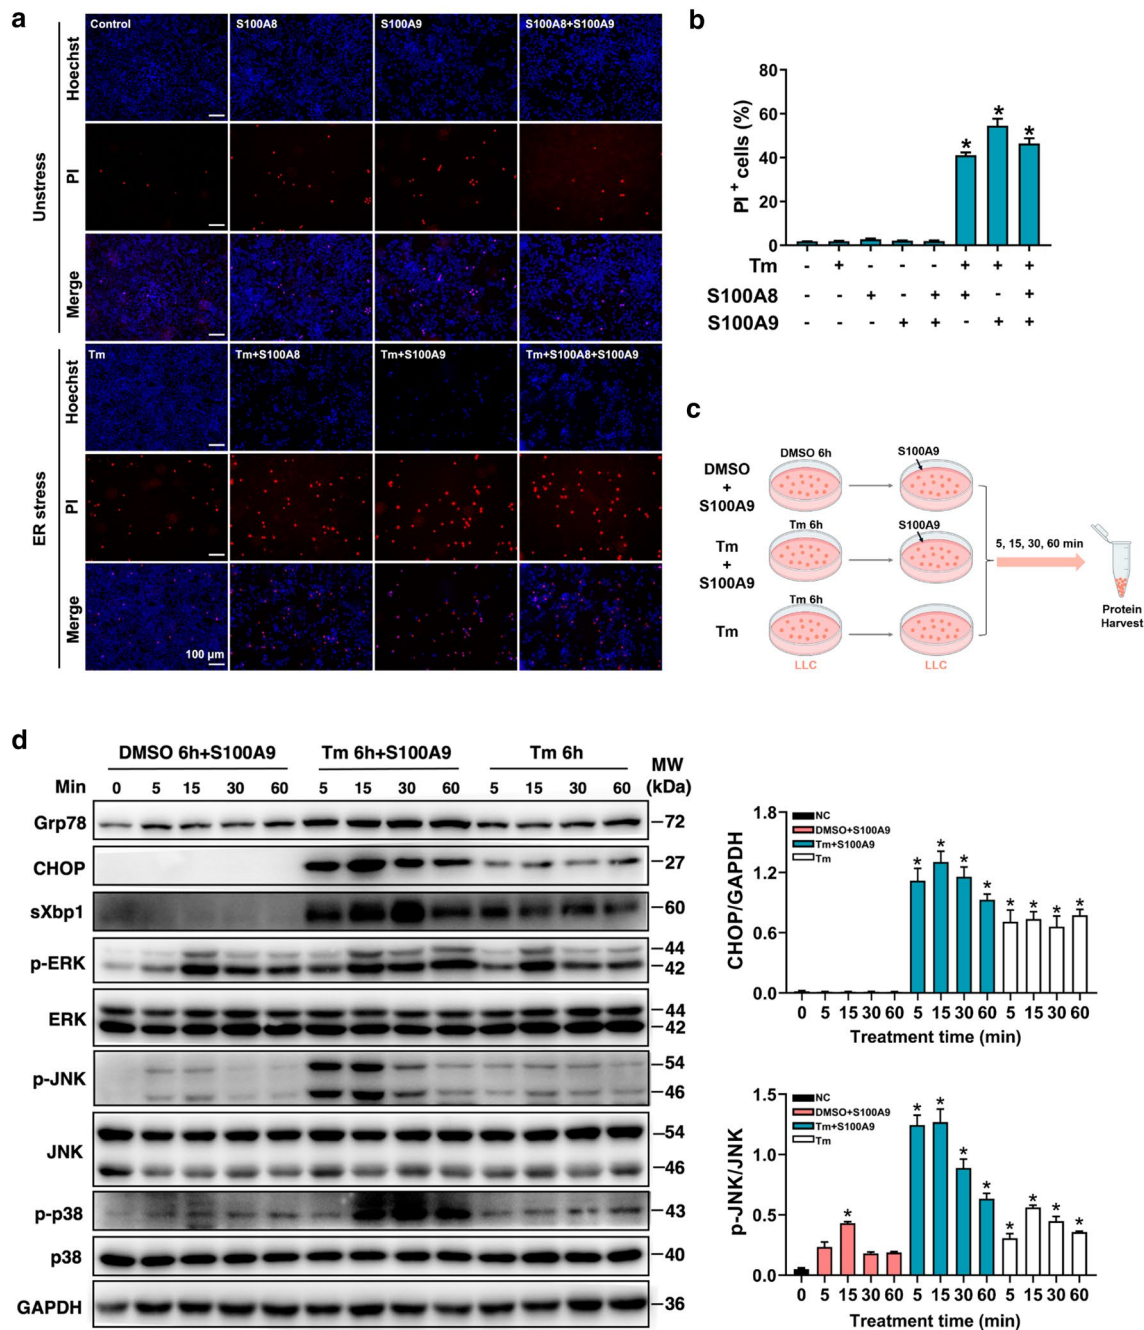 a
Control S100A8 S100A9 S100A8+S100A9
Hoechst
PI
Merge
Unstress
Tm Tm+S100A8 Tm+S100A9 Tm+S100A8+S100A9
Hoechst
PI
Merge
ER stress
100 µm
b
PI⁺ cells (%)
80
60
40
20
0
Tm - + - - - + + +
S100A8 - - + - + + - +
S100A9 - - - + + - + +
c
DMSO + S100A9
DMSO 6h
S100A9
Tm + S100A9
Tm 6h
S100A9
Tm
Tm 6h
LLC LLC
5, 15, 30, 60 min
Protein Harvest
d
DMSO 6h+S100A9 Tm 6h+S100A9 Tm 6h MW (kDa)
Min 0 5 15 30 60 5 15 30 60 5 15 30 60
Grp78 72
CHOP 27
sXbp1 60
p-ERK 44 42
ERK 44 42
p-JNK 54 46
JNK 54 46
p-p38 43
p38 40
GAPDH 36
CHOP/GAPDH
1.8
1.2
0.6
0.0
NC
DMSO+S100A9
Tm+S100A9
Tm
* * * * * * * *
0 5 15 30 60 5 15 30 60 5 15 30 60
Treatment time (min)
p-JNK/JNK
1.5
1.0
0.5
0.0
NC
DMSO+S100A9
Tm+S100A9
Tm
* * * * * * * * *
0 5 15 30 60 5 15 30 60 5 15 30 60
Treatment time (min)